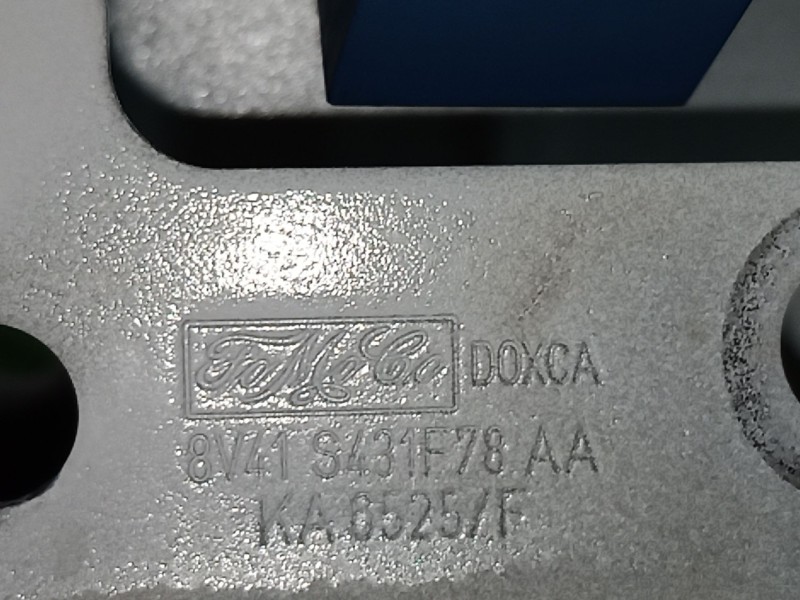 FoMoCo DOXCA
8V41 S431F78 AA
KA 6525/F